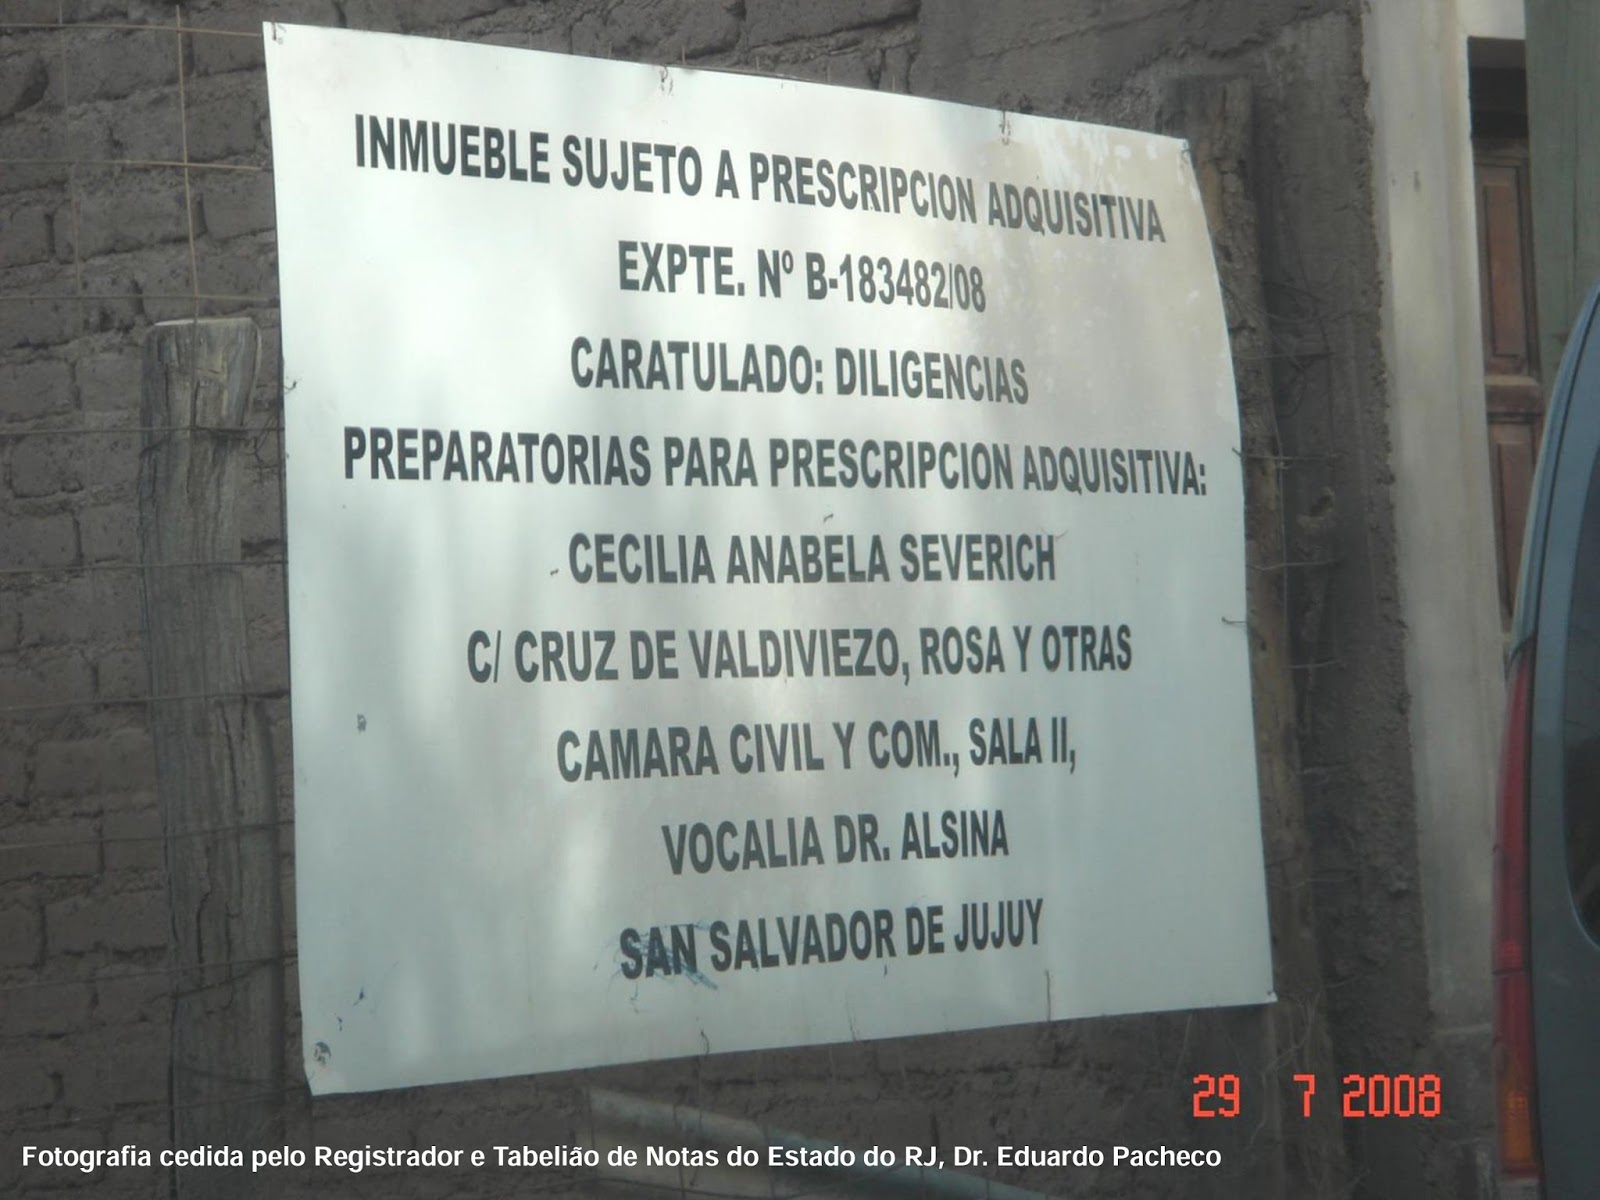 INMUEBLE SUJETO A PRESCRIPCION ADQUISITIVA
EXPTE. Nº B-183482/08
CARATULADO: DILIGENCIAS
PREPARATORIAS PARA PRESCRIPCION ADQUISITIVA:
CECILIA ANABELA SEVERICH
C/ CRUZ DE VALDIVIEZO, ROSA Y OTRAS
CAMARA CIVIL Y COM., SALA II,
VOCALIA DR. ALSINA
SAN SALVADOR DE JUJUY
29 7 2008
Fotografia cedida pelo Registrador e Tabelião de Notas do Estado do RJ, Dr. Eduardo Pacheco